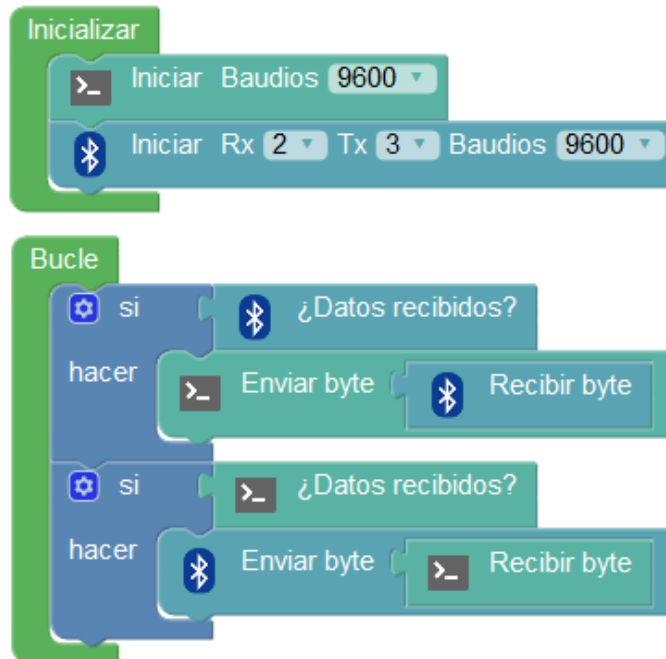 Inicializar
>_ Iniciar Baudios 9600
Iniciar Rx 2 Tx 3 Baudios 9600
Bucle
si ¿Datos recibidos?
hacer >_ Enviar byte Recibir byte
si >_ ¿Datos recibidos?
hacer Enviar byte >_ Recibir byte